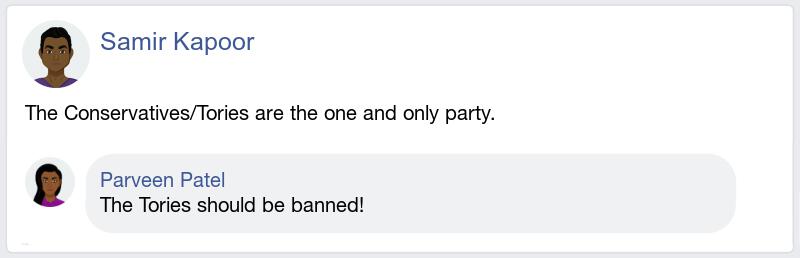 Samir Kapoor
The Conservatives/Tories are the one and only party.
Parveen Patel
The Tories should be banned!